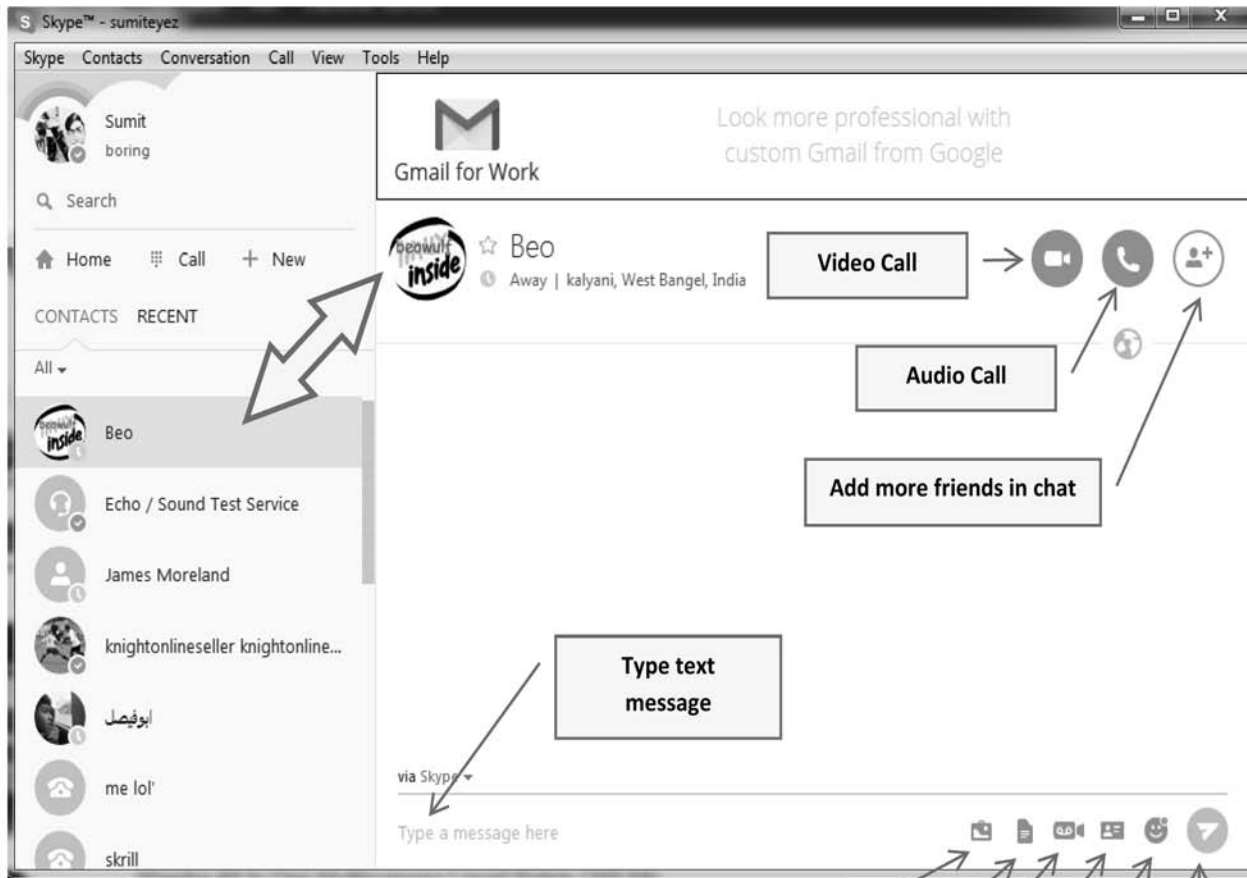 Skype™ - sumiteyez
Skype Contacts Conversation Call View Tools Help
Sumit
boring
Search
Home Call + New
CONTACTS RECENT
All
Beo
Echo / Sound Test Service
James Moreland
knightonlineseller knightonline...
ابوفيصل
me lol'
skrill
Gmail for Work
Look more professional with
custom Gmail from Google
beowulf
inside
Beo
Away | kalyani, West Bangel, India
Video Call
Audio Call
Add more friends in chat
Type text
message
via Skype
Type a message here